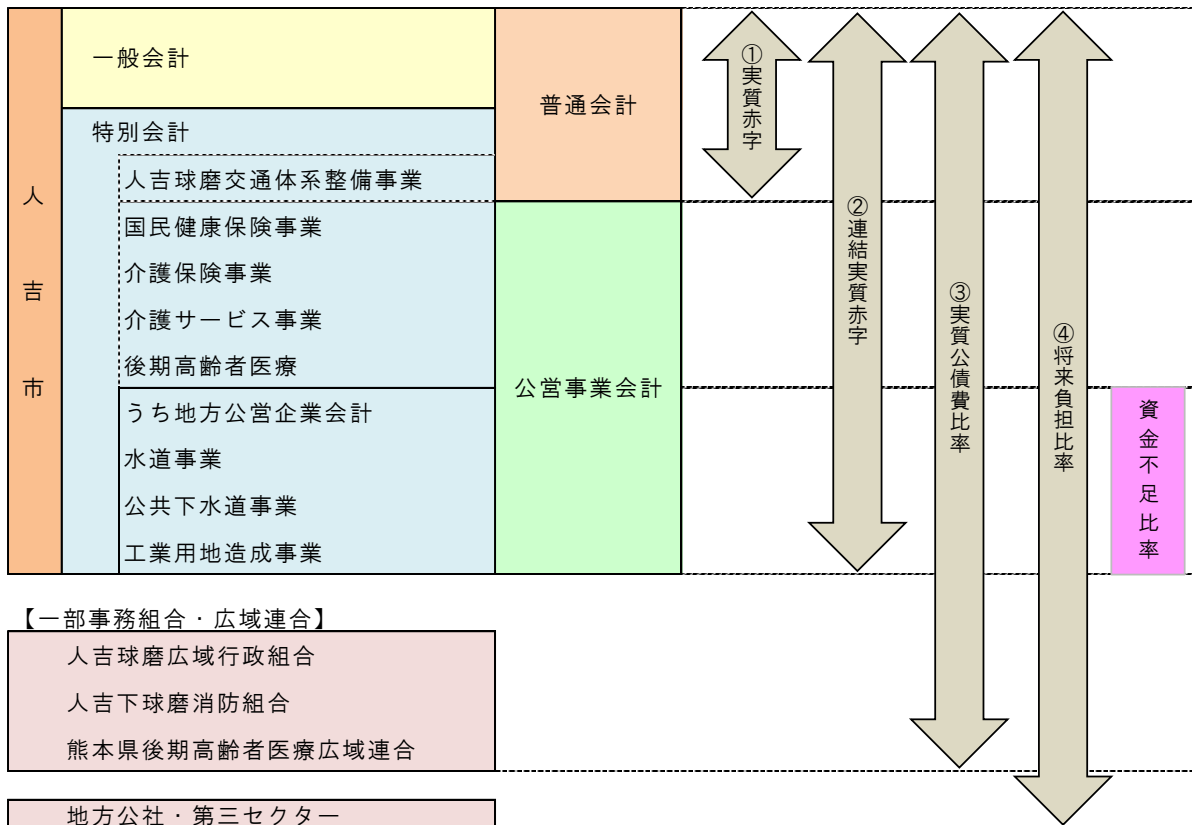 人吉市
一般会計
特別会計
人吉球磨交通体系整備事業
国民健康保険事業
介護保険事業
介護サービス事業
後期高齢者医療
うち地方公営企業会計
水道事業
公共下水道事業
工業用地造成事業
普通会計
公営事業会計
①実質赤字
②連結実質赤字
③実質公債費比率
④将来負担比率
資金不足比率
【一部事務組合・広域連合】
人吉球磨広域行政組合
人吉下球磨消防組合
熊本県後期高齢者医療広域連合
地方公社・第三セクター